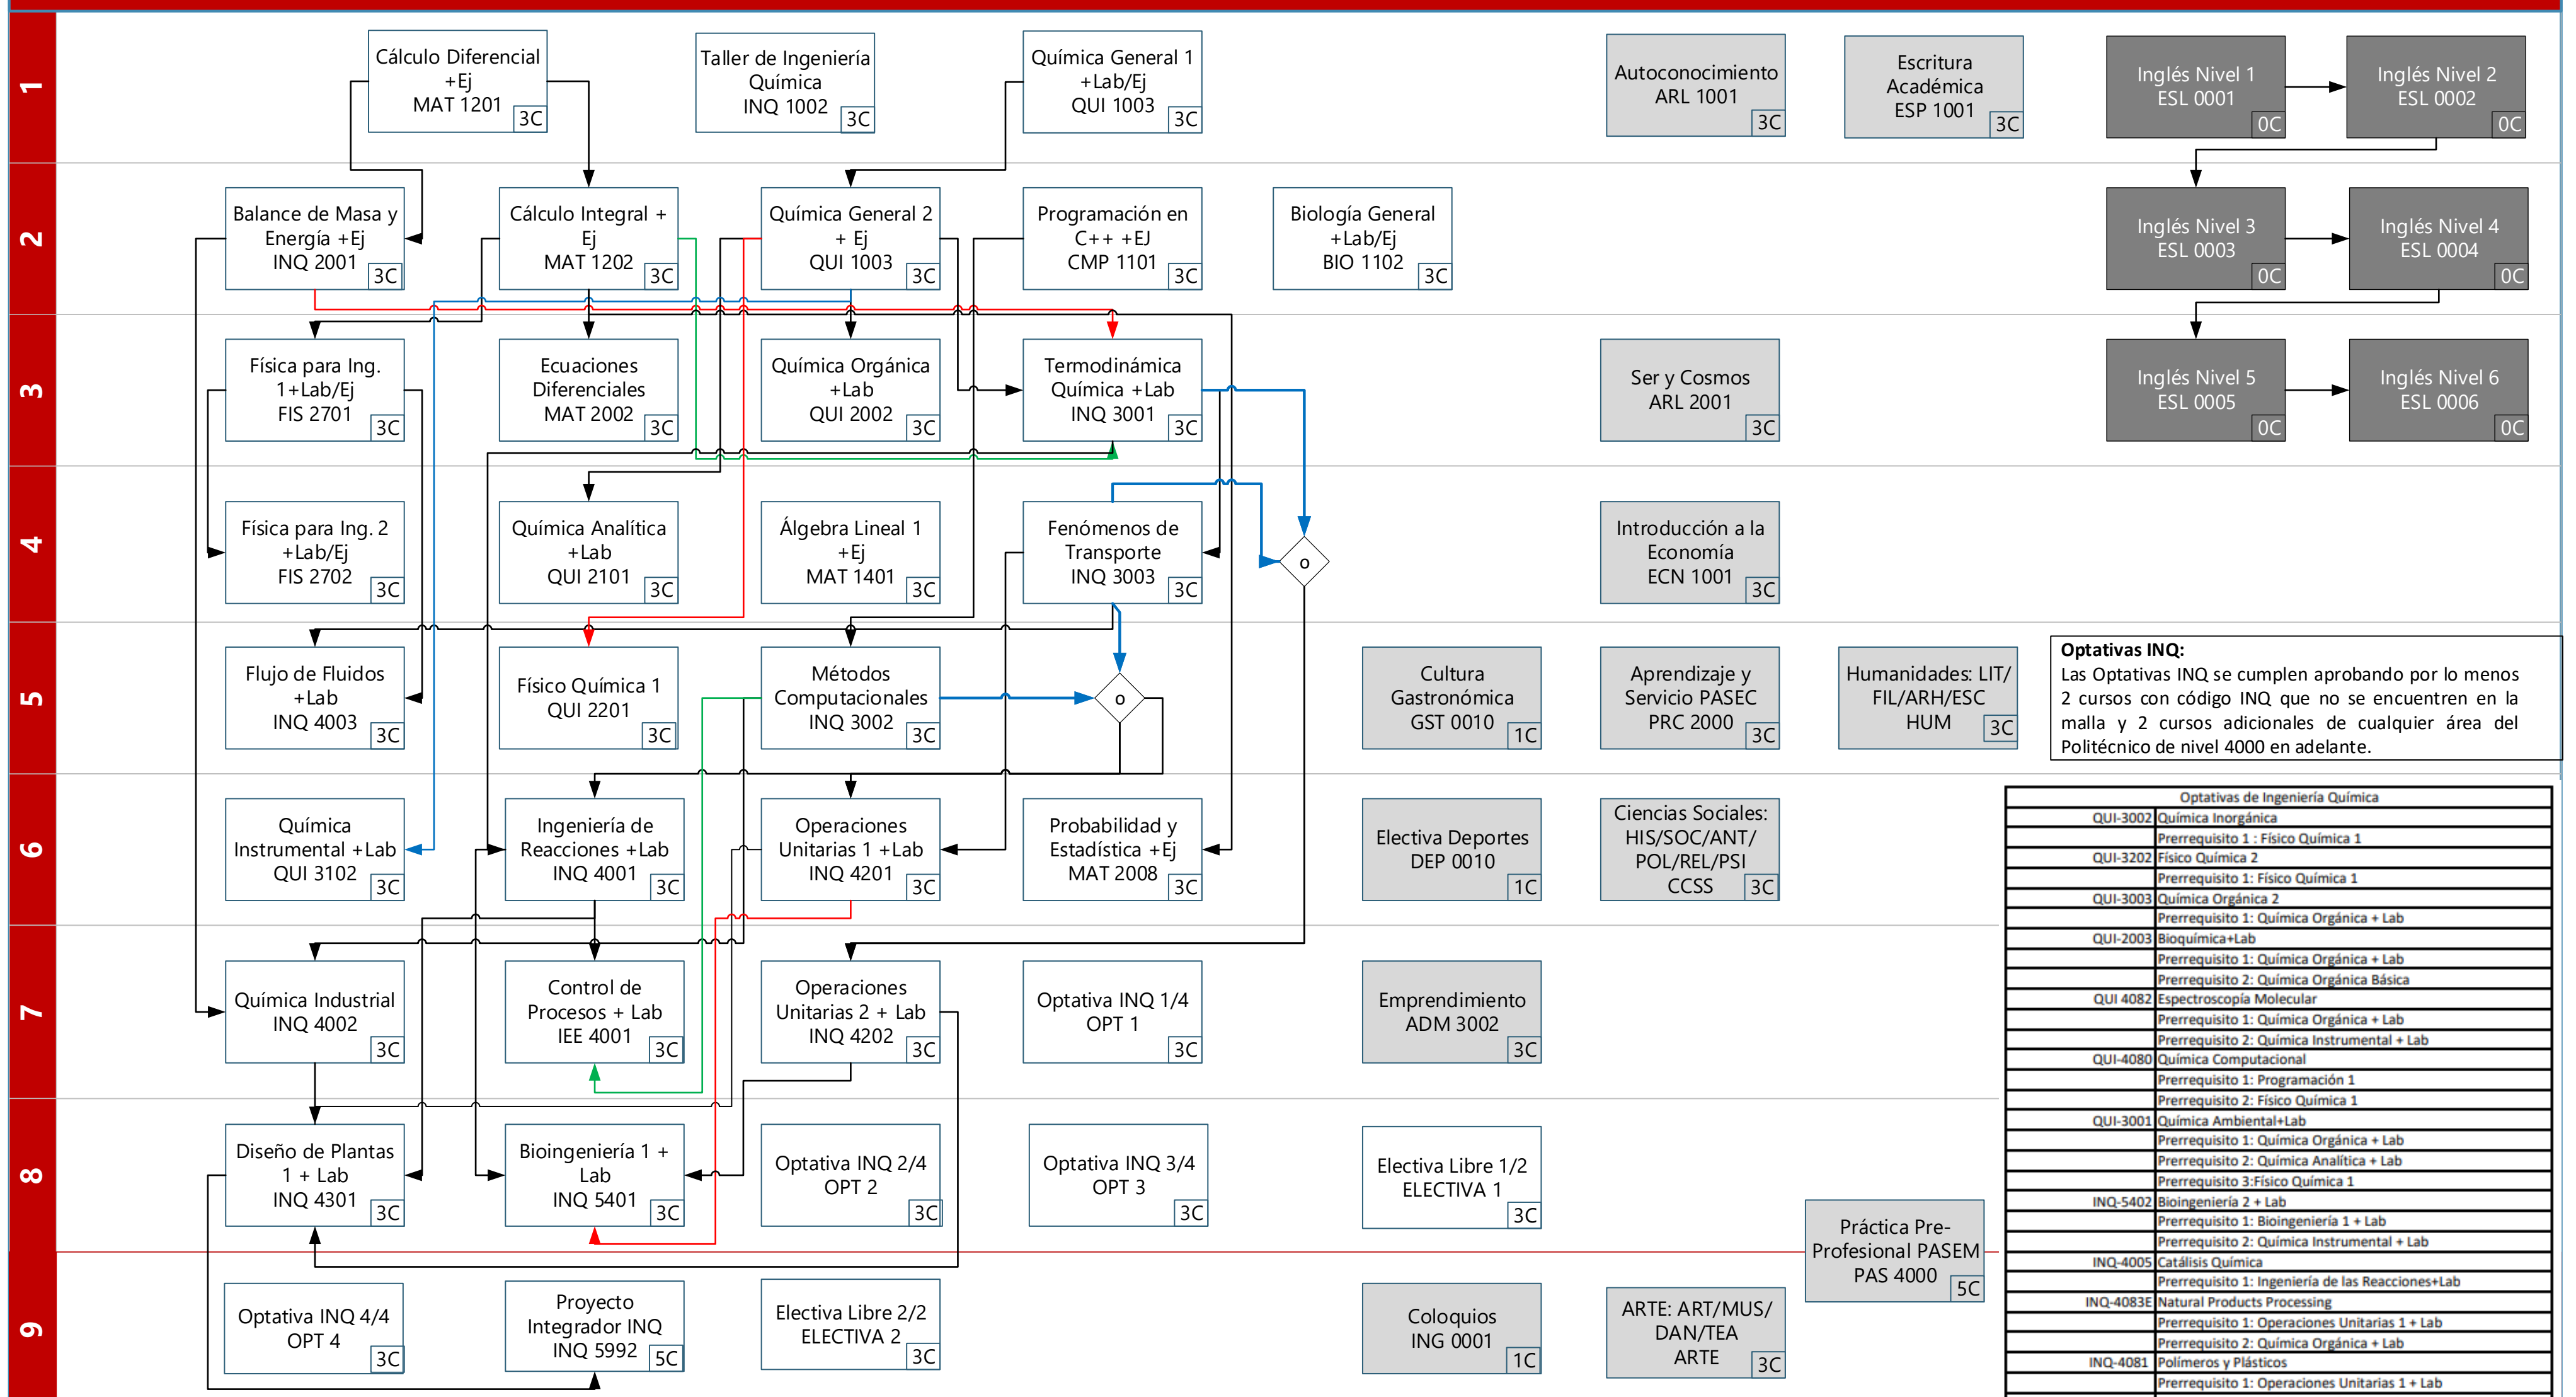 1
Cálculo Diferencial
+Ej
MAT 1201
3C
Taller de Ingeniería
Química
INQ 1002
3C
Química General 1
+Lab/Ej
QUI 1003
3C
Autoconocimiento
ARL 1001
3C
Escritura
Académica
ESP 1001
3C
Inglés Nivel 1
ESL 0001
0C
Inglés Nivel 2
ESL 0002
0C
2
Balance de Masa y
Energía +Ej
INQ 2001
3C
Cálculo Integral +
Ej
MAT 1202
3C
Química General 2
+ Ej
QUI 1003
3C
Programación en
C++ +EJ
CMP 1101
3C
Biología General
+Lab/Ej
BIO 1102
3C
Inglés Nivel 3
ESL 0003
0C
Inglés Nivel 4
ESL 0004
0C
3
Física para Ing.
1+Lab/Ej
FIS 2701
3C
Ecuaciones
Diferenciales
MAT 2002
3C
Química Orgánica
+Lab
QUI 2002
3C
Termodinámica
Química +Lab
INQ 3001
3C
Ser y Cosmos
ARL 2001
3C
Inglés Nivel 5
ESL 0005
0C
Inglés Nivel 6
ESL 0006
0C
4
Física para Ing. 2
+Lab/Ej
FIS 2702
3C
Química Analítica
+Lab
QUI 2101
3C
Álgebra Lineal 1
+Ej
MAT 1401
3C
Fenómenos de
Transporte
INQ 3003
3C
o
Introducción a la
Economía
ECN 1001
3C
5
Flujo de Fluidos
+Lab
INQ 4003
3C
Físico Química 1
QUI 2201
3C
Métodos
Computacionales
INQ 3002
3C
o
Cultura
Gastronómica
GST 0010
1C
Aprendizaje y
Servicio PASEC
PRC 2000
3C
Humanidades: LIT/
FIL/ARH/ESC
HUM
3C
Optativas INQ:
Las Optativas INQ se cumplen aprobando por lo menos
2 cursos con código INQ que no se encuentren en la
malla y 2 cursos adicionales de cualquier área del
Politécnico de nivel 4000 en adelante.
6
Química
Instrumental +Lab
QUI 3102
3C
Ingeniería de
Reacciones +Lab
INQ 4001
3C
Operaciones
Unitarias 1 +Lab
INQ 4201
3C
Probabilidad y
Estadística +Ej
MAT 2008
3C
Electiva Deportes
DEP 0010
1C
Ciencias Sociales:
HIS/SOC/ANT/
POL/REL/PSI
CCSS
3C
7
Química Industrial
INQ 4002
3C
Control de
Procesos + Lab
IEE 4001
3C
Operaciones
Unitarias 2 + Lab
INQ 4202
3C
Optativa INQ 1/4
OPT 1
3C
Emprendimiento
ADM 3002
3C
8
Diseño de Plantas
1 + Lab
INQ 4301
3C
Bioingeniería 1 +
Lab
INQ 5401
3C
Optativa INQ 2/4
OPT 2
3C
Optativa INQ 3/4
OPT 3
3C
Electiva Libre 1/2
ELECTIVA 1
3C
Práctica Pre-
Profesional PASEM
PAS 4000
5C
9
Optativa INQ 4/4
OPT 4
3C
Proyecto
Integrador INQ
INQ 5992
5C
Electiva Libre 2/2
ELECTIVA 2
3C
Coloquios
ING 0001
1C
ARTE: ART/MUS/
DAN/TEA
ARTE
3C
Optativas de Ingeniería Química
QUI-3002 Química Inorgánica
Prerrequisito 1 : Físico Química 1
QUI-3202 Físico Química 2
Prerrequisito 1: Físico Química 1
QUI-3003 Química Orgánica 2
Prerrequisito 1: Química Orgánica + Lab
QUI-2003 Bioquímica+Lab
Prerrequisito 1: Química Orgánica + Lab
Prerrequisito 2: Química Orgánica Básica
QUI 4082 Espectroscopía Molecular
Prerrequisito 1: Química Orgánica + Lab
Prerrequisito 2: Química Instrumental + Lab
QUI-4080 Química Computacional
Prerrequisito 1: Programación 1
Prerrequisito 2: Físico Química 1
QUI-3001 Química Ambiental+Lab
Prerrequisito 1: Química Orgánica + Lab
Prerrequisito 2: Química Analítica + Lab
Prerrequisito 3:Físico Química 1
INQ-5402 Bioingeniería 2 + Lab
Prerrequisito 1: Bioingeniería 1 + Lab
Prerrequisito 2: Química Instrumental + Lab
INQ-4005 Catálisis Química
Prerrequisito 1: Ingeniería de las Reacciones+Lab
INQ-4083E Natural Products Processing
Prerrequisito 1: Operaciones Unitarias 1 + Lab
Prerrequisito 2: Química Orgánica + Lab
INQ-4081 Polímeros y Plásticos
Prerrequisito 1: Operaciones Unitarias 1 + Lab